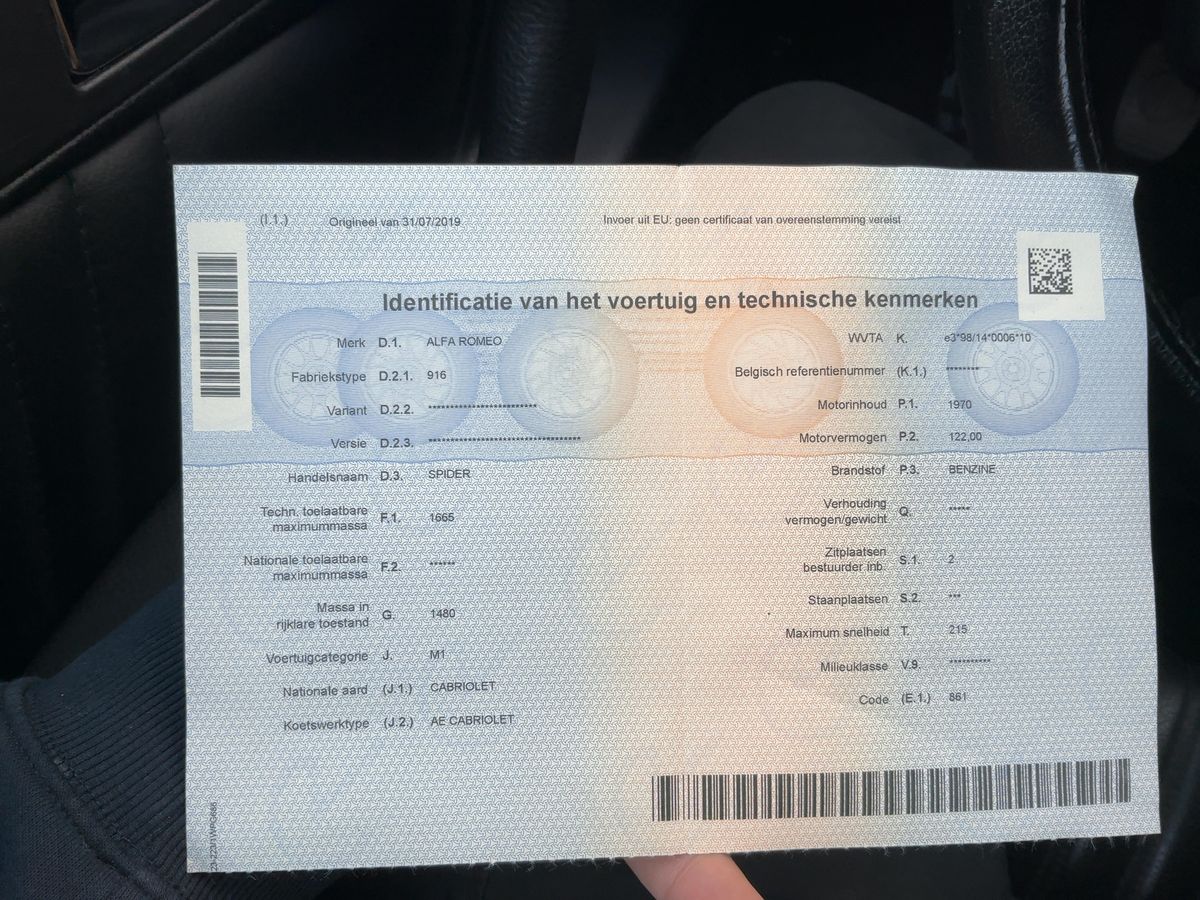 (I.1.) Origineel van 31/07/2019 Invoer uit EU: geen certificaat van overeenstemming vereist
Identificatie van het voertuig en technische kenmerken
Merk D.1. ALFA ROMEO
Fabriekstype D.2.1. 916
Variant D.2.2. *************************
Versie D.2.3. ***********************************
Handelsnaam D.3. SPIDER
Techn. toelaatbare
maximummassa F.1. 1665
Nationale toelaatbare
maximummassa F.2. ******
Massa in
rijklare toestand G. 1480
Voertuigcategorie J. M1
Nationale aard (J.1.) CABRIOLET
Koetswerktype (J.2.) AE CABRIOLET
WVTA K. e3*98/14*0006*10
Belgisch referentienummer (K.1.) ********
Motorinhoud P.1. 1970
Motorvermogen P.2. 122,00
Brandstof P.3. BENZINE
Verhouding
vermogen/gewicht Q. *****
Zitplaatsen
bestuurder inb. S.1. 2
Staanplaatsen S.2. ***
Maximum snelheid T. 215
Milieuklasse V.9. **********
Code (E.1.) 861